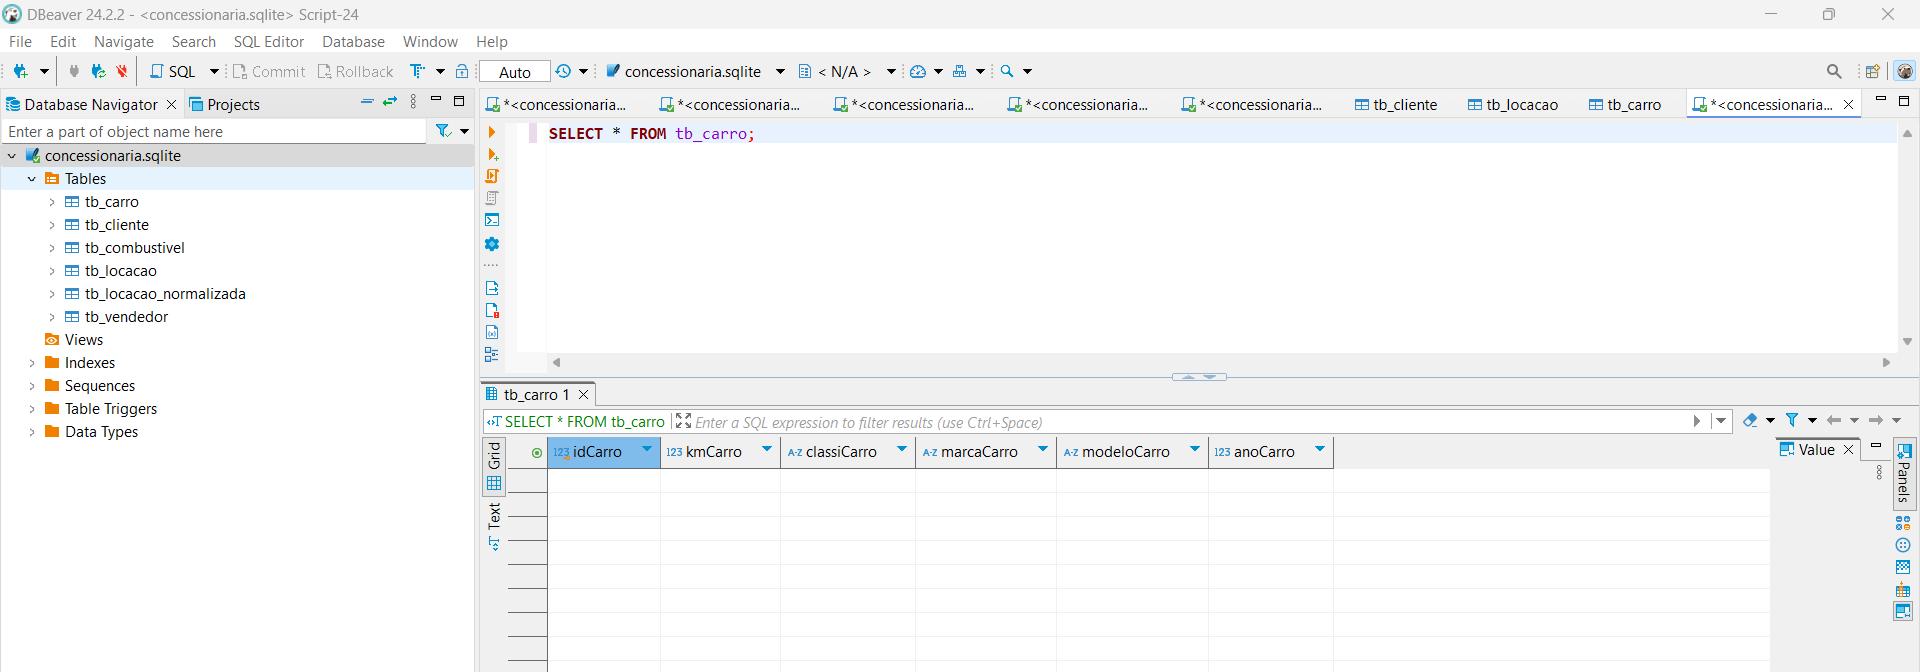 DBeaver 24.2.2 - <concessionaria.sqlite> Script-24
File Edit Navigate Search SQL Editor Database Window Help
SQL Commit Rollback Auto concessionaria.sqlite < N/A >
Database Navigator Projects
Enter a part of object name here
concessionaria.sqlite
Tables
tb_carro
tb_cliente
tb_combustivel
tb_locacao
tb_locacao_normalizada
tb_vendedor
Views
Indexes
Sequences
Table Triggers
Data Types
*<concessionaria... *<concessionaria... *<concessionaria... *<concessionaria... *<concessionaria... tb_cliente tb_locacao tb_carro *<concessionaria...
SELECT * FROM tb_carro;
tb_carro 1
SELECT * FROM tb_carro Enter a SQL expression to filter results (use Ctrl+Space)
Grid
Text
123 idCarro 123 kmCarro A-Z classiCarro A-Z marcaCarro A-Z modeloCarro 123 anoCarro
Value
Panels